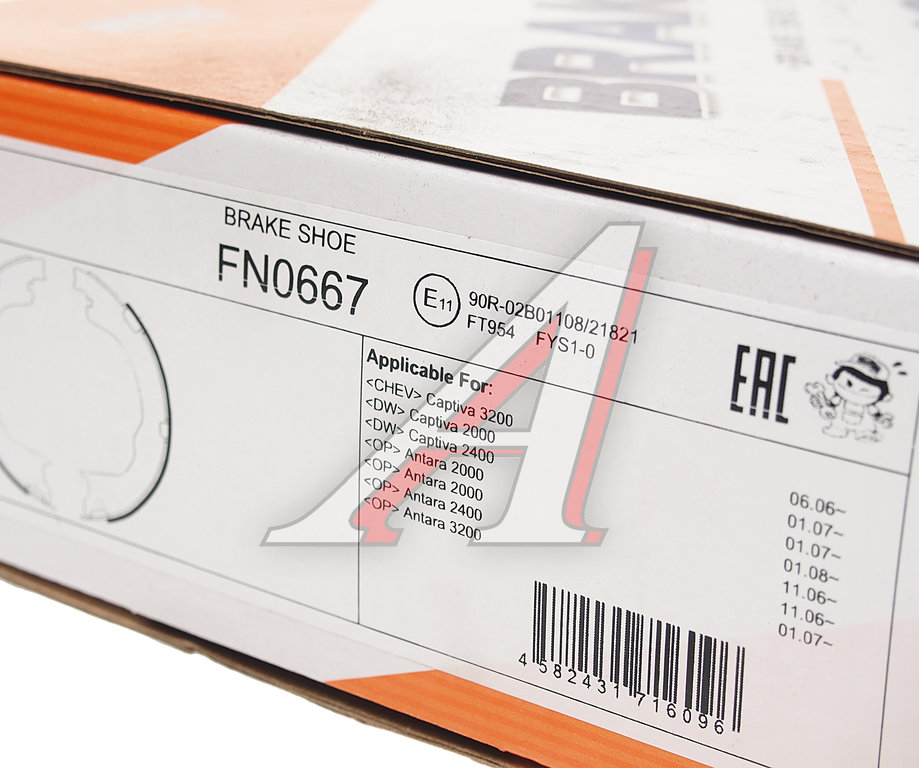 BRAKE SHOE
FN0667
E11
90R-02B01108/21821
FT954 FYS1-0
EAC
Applicable For:
<CHEV> Captiva 3200 06.06~
<DW> Captiva 2000 01.07~
<DW> Captiva 2400 01.07~
<OP> Antara 2000 01.08~
<OP> Antara 2000 11.06~
<OP> Antara 2400 11.06~
<OP> Antara 3200 01.07~
4 582431 716096